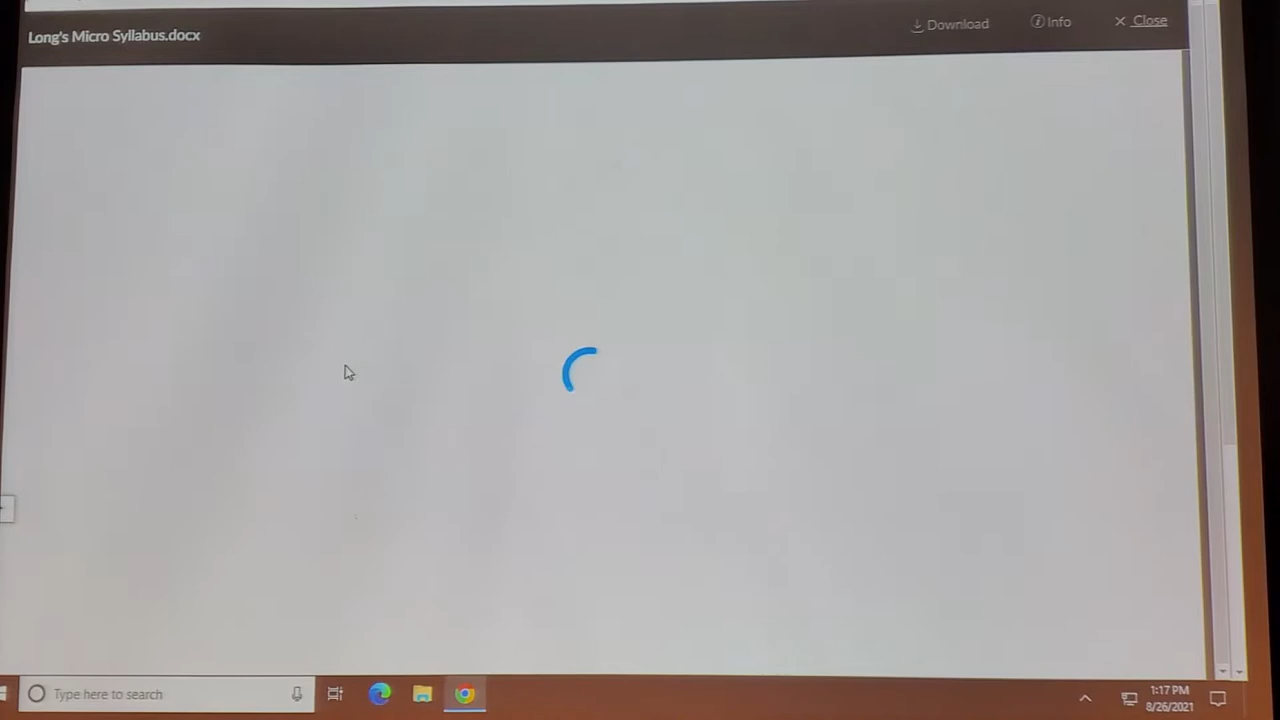 Long's Micro Syllabus.docx
Download
Info
Close
Type here to search
1:17 PM
8/26/2021